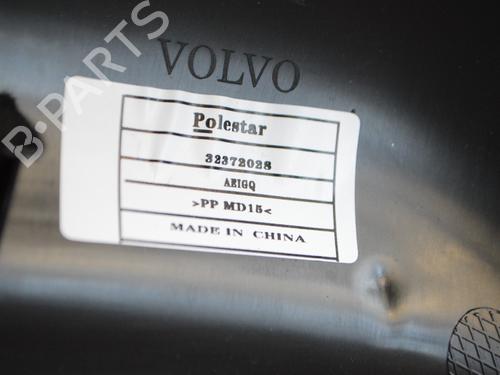 B-PARTS
VOLVO
Polestar
32372028
AEIGQ
>PP MD15<
MADE IN CHINA